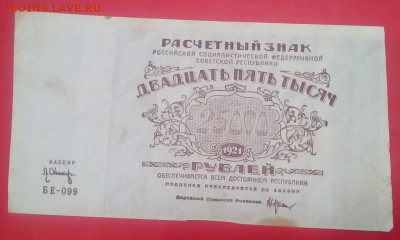 COINS.LAVE.RU
РАСЧЕТНЫЙ ЗНАК
РОССИЙСКОЙ СОЦИАЛИСТИЧЕСКОЙ ФЕДЕРАТИВНОЙ
СОВЕТСКОЙ РЕСПУБЛИКИ
ДВАДЦАТЬ ПЯТЬ ТЫСЯЧ
25000
1921
РУБЛЕЙ
ОБЕСПЕЧИВАЕТСЯ ВСЕМ ДОСТОЯНИЕМ РЕСПУБЛИКИ
ПОДДЕЛКА ПРЕСЛЕДУЕТСЯ ПО ЗАКОНУ
Народный Комиссар Финансов
КАССИР
БЕ-099